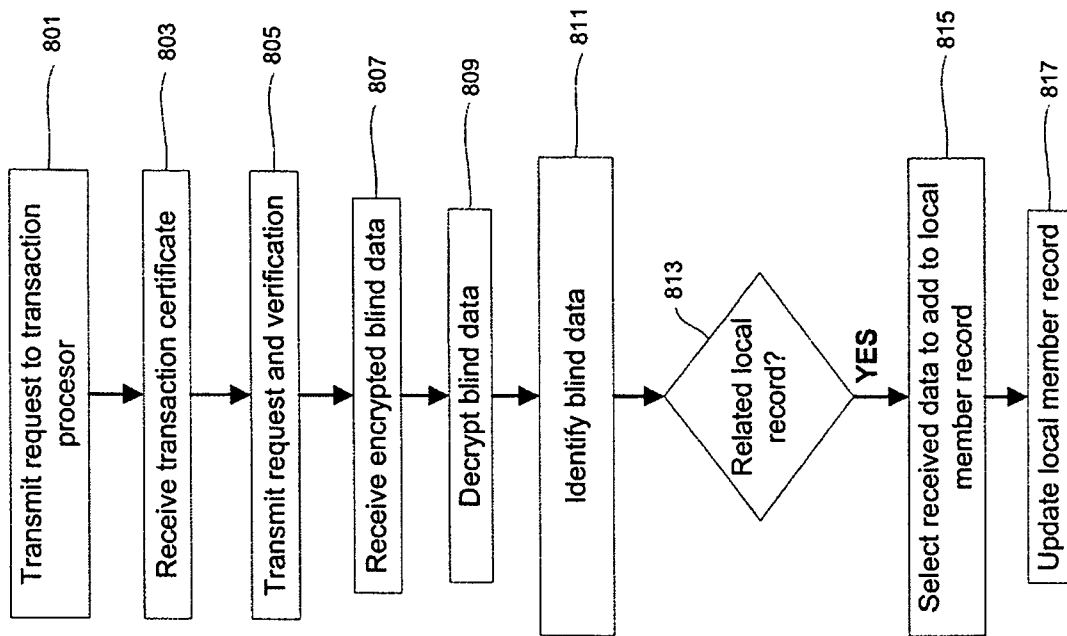 801
Transmit request to transaction
procesor
803
Receive transaction certificate
805
Transmit request and verification
807
Receive encrypted blind data
809
Decrypt blind data
811
Identify blind data
813
Related local
record?
YES
815
Select received data to add to local
member record
817
Update local member record